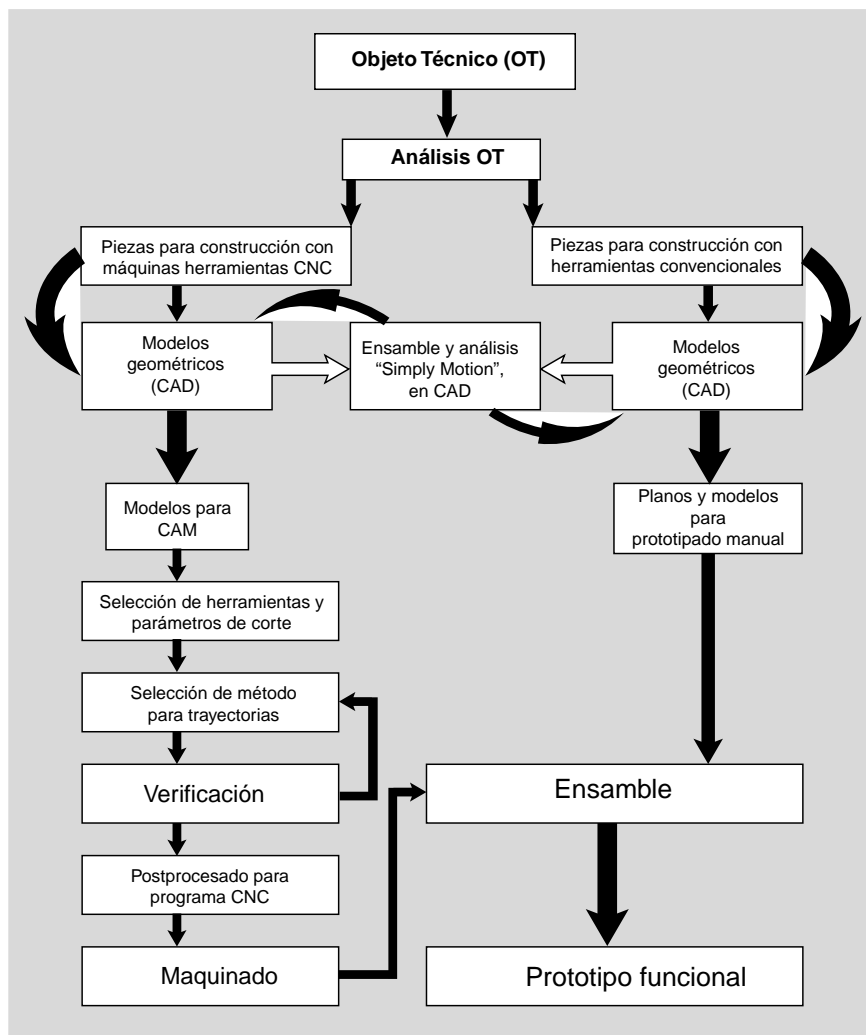 Objeto Técnico (OT)
Análisis OT
Piezas para construcción con
máquinas herramientas CNC
Piezas para construcción con
herramientas convencionales
Modelos
geométricos
(CAD)
Ensamble y análisis
“Simply Motion”,
en CAD
Modelos
geométricos
(CAD)
Modelos para
CAM
Planos y modelos
para
prototipado manual
Selección de herramientas y
parámetros de corte
Selección de método
para trayectorias
Verificación
Ensamble
Postprocesado para
programa CNC
Maquinado
Prototipo funcional